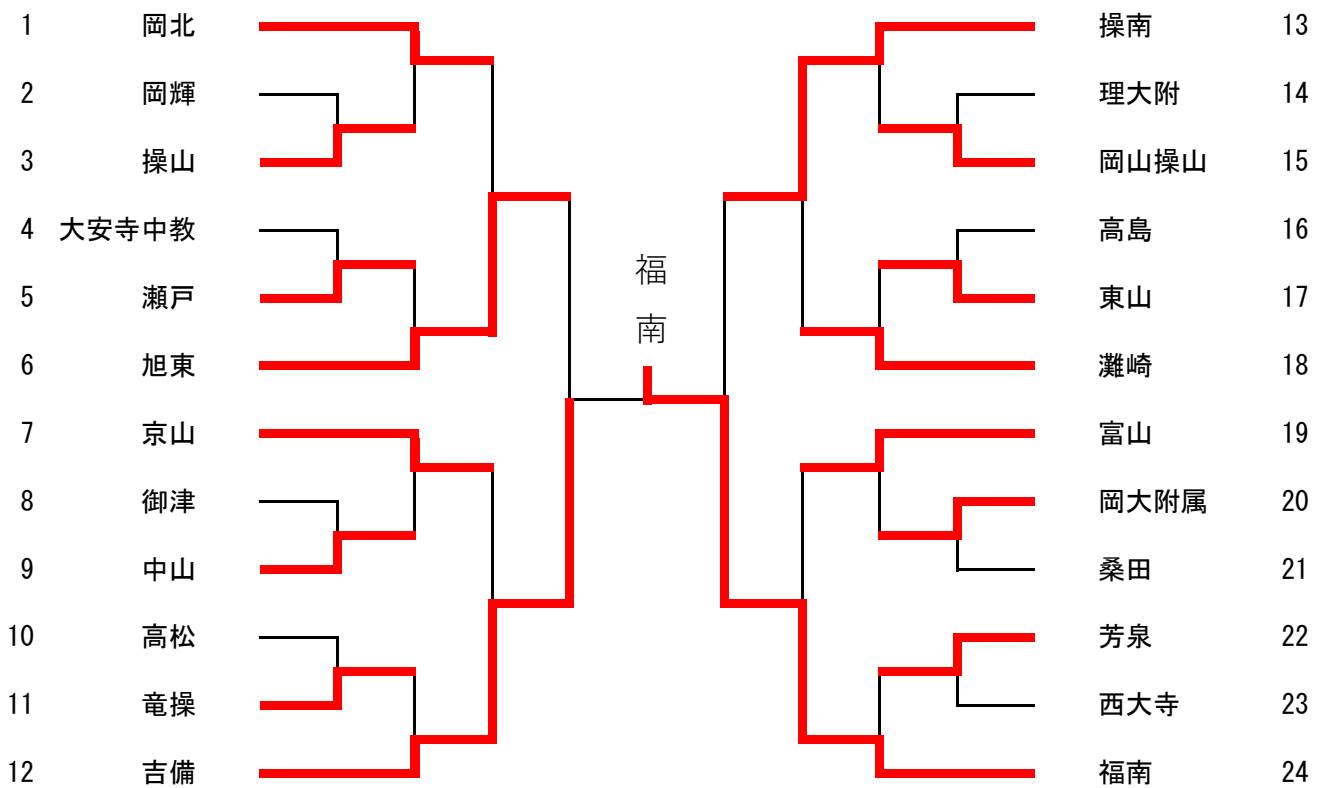 1 岡北
2 岡輝
3 操山
4 大安寺中教
5 瀬戸
6 旭東
7 京山
8 御津
9 中山
10 高松
11 竜操
12 吉備
福
南
操南 13
理大附 14
岡山操山 15
高島 16
東山 17
灘崎 18
富山 19
岡大附属 20
桑田 21
芳泉 22
西大寺 23
福南 24